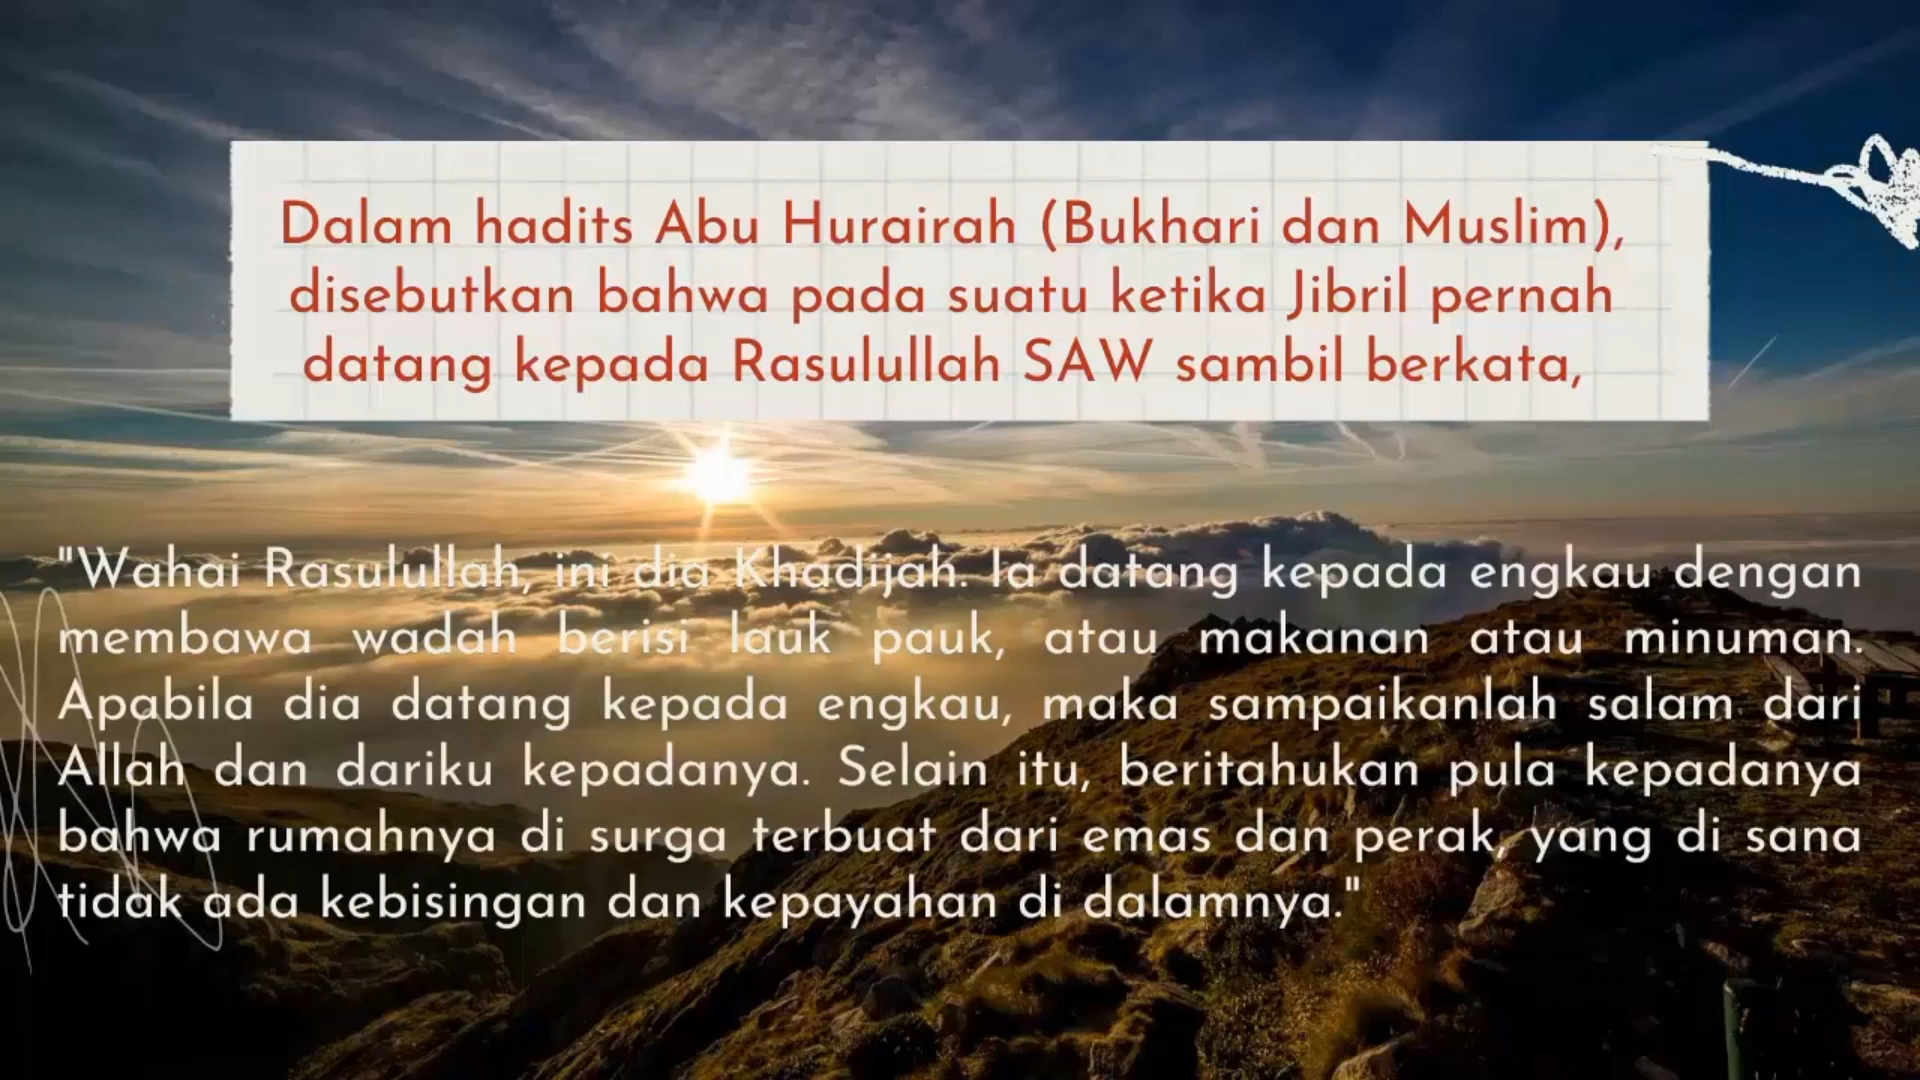 Dalam hadits Abu Hurairah (Bukhari dan Muslim),
disebutkan bahwa pada suatu ketika Jibril pernah
datang kepada Rasulullah SAW sambil berkata,
"Wahai Rasulullah, ini dia Khadijah. Ia datang kepada engkau dengan
membawa wadah berisi lauk pauk, atau makanan atau minuman.
Apabila dia datang kepada engkau, maka sampaikanlah salam dari
Allah dan dariku kepadanya. Selain itu, beritahukan pula kepadanya
bahwa rumahnya di surga terbuat dari emas dan perak, yang di sana
tidak ada kebisingan dan kepayahan di dalamnya."